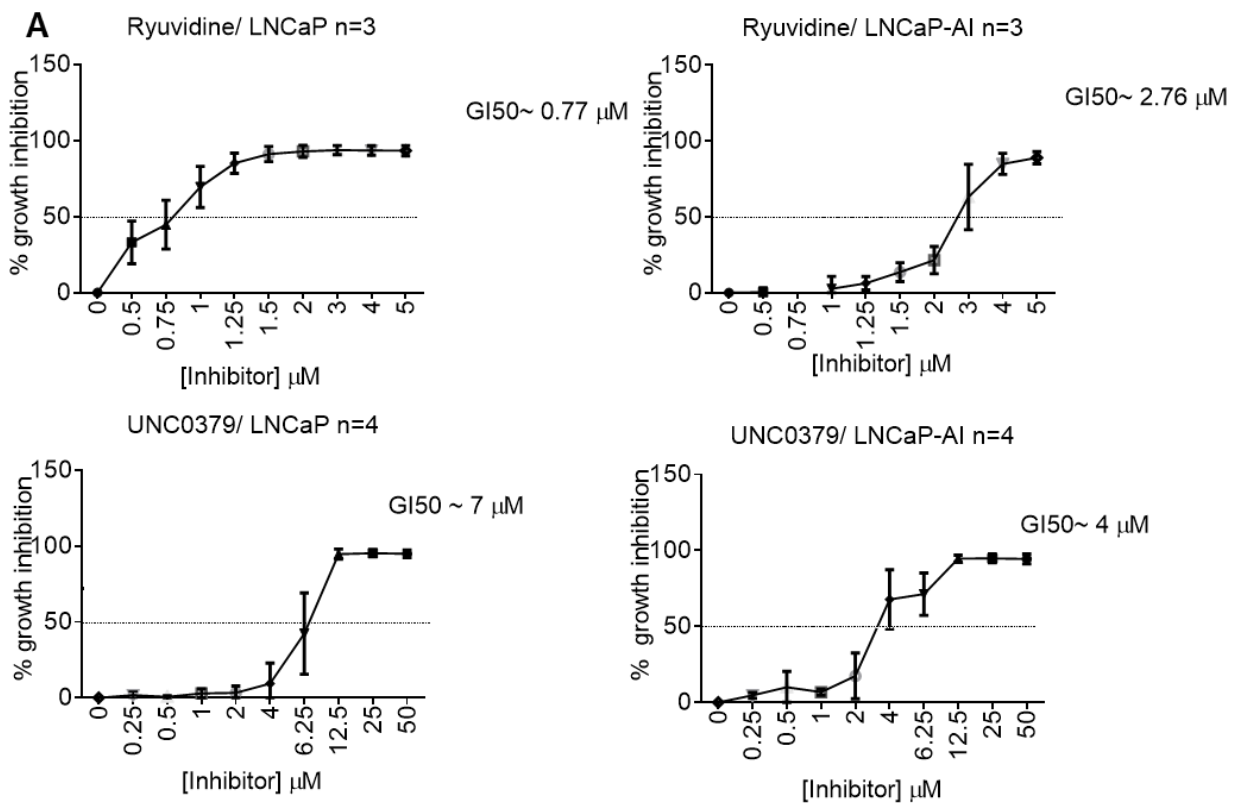 A
Ryuvidine/ LNCaP n=3
% growth inhibition
150
100
50
0
GI50~ 0.77 μM
0 0.5 0.75 1 1.25 1.5 2 3 4 5
[Inhibitor] μM
Ryuvidine/ LNCaP-AI n=3
% growth inhibition
150
100
50
0
GI50~ 2.76 μM
0 0.5 0.75 1 1.25 1.5 2 3 4 5
[Inhibitor] μM
UNC0379/ LNCaP n=4
% growth inhibition
150
100
50
0
GI50 ~ 7 μM
0 0.25 0.5 1 2 4 6.25 12.5 25 50
[Inhibitor] μM
UNC0379/ LNCaP-AI n=4
% growth inhibition
150
100
50
0
GI50~ 4 μM
0 0.25 0.5 1 2 4 6.25 12.5 25 50
[Inhibitor] μM